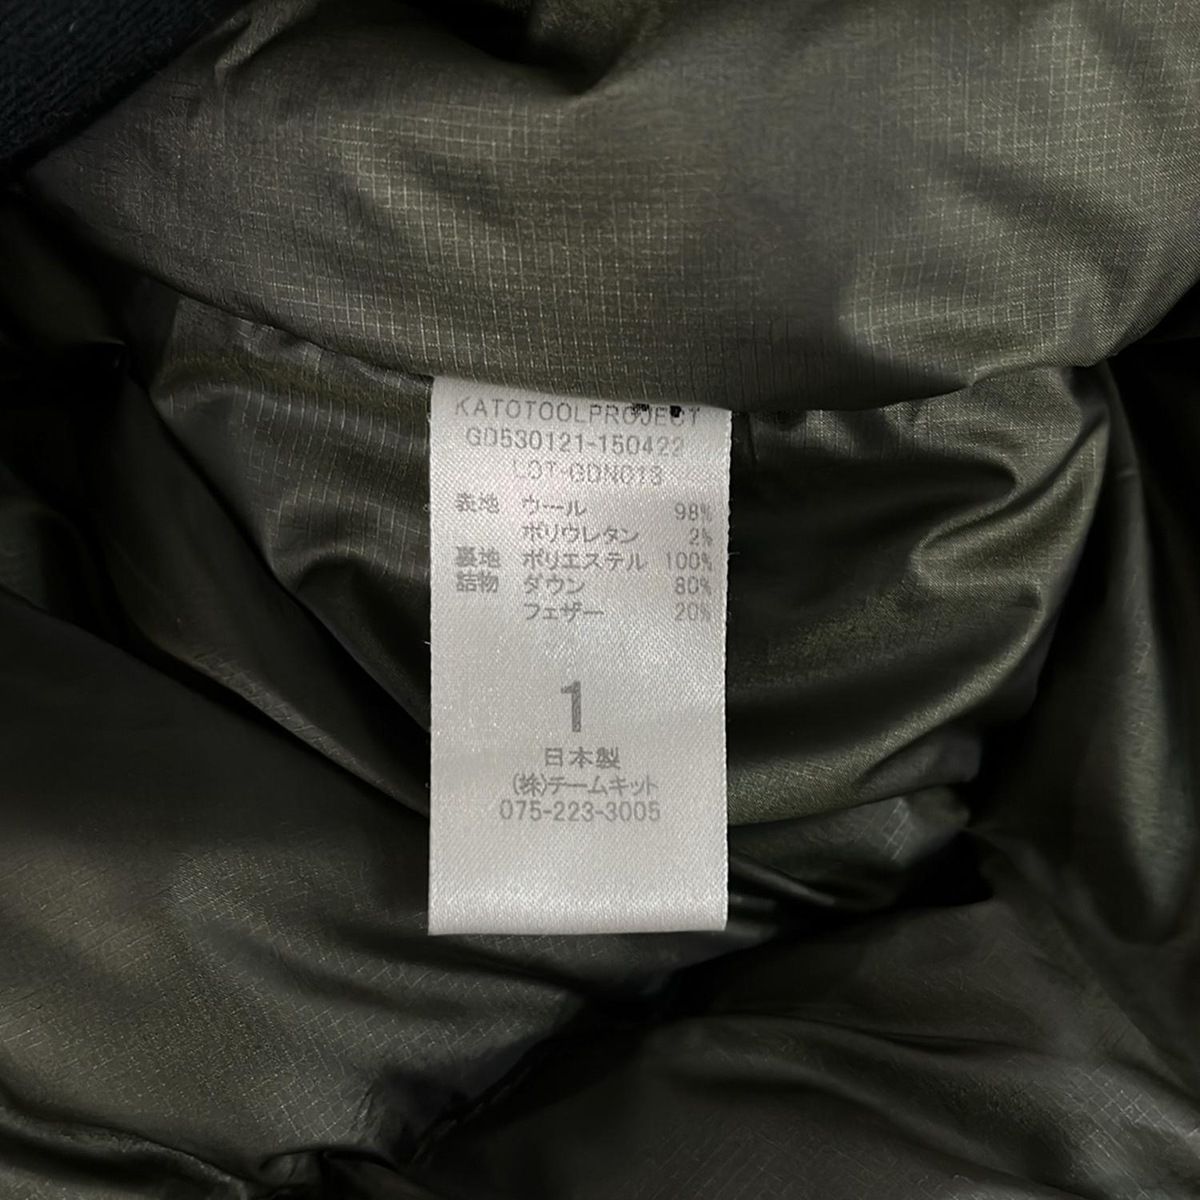 KATOTOOLPROJECT
GD530121-150422
LOT-GDN018
表地 ウール 98%
ポリウレタン 2%
裏地 ポリエステル 100%
詰物 ダウン 80%
フェザー 20%
1
日本製
(株)チームキット
075-223-3005